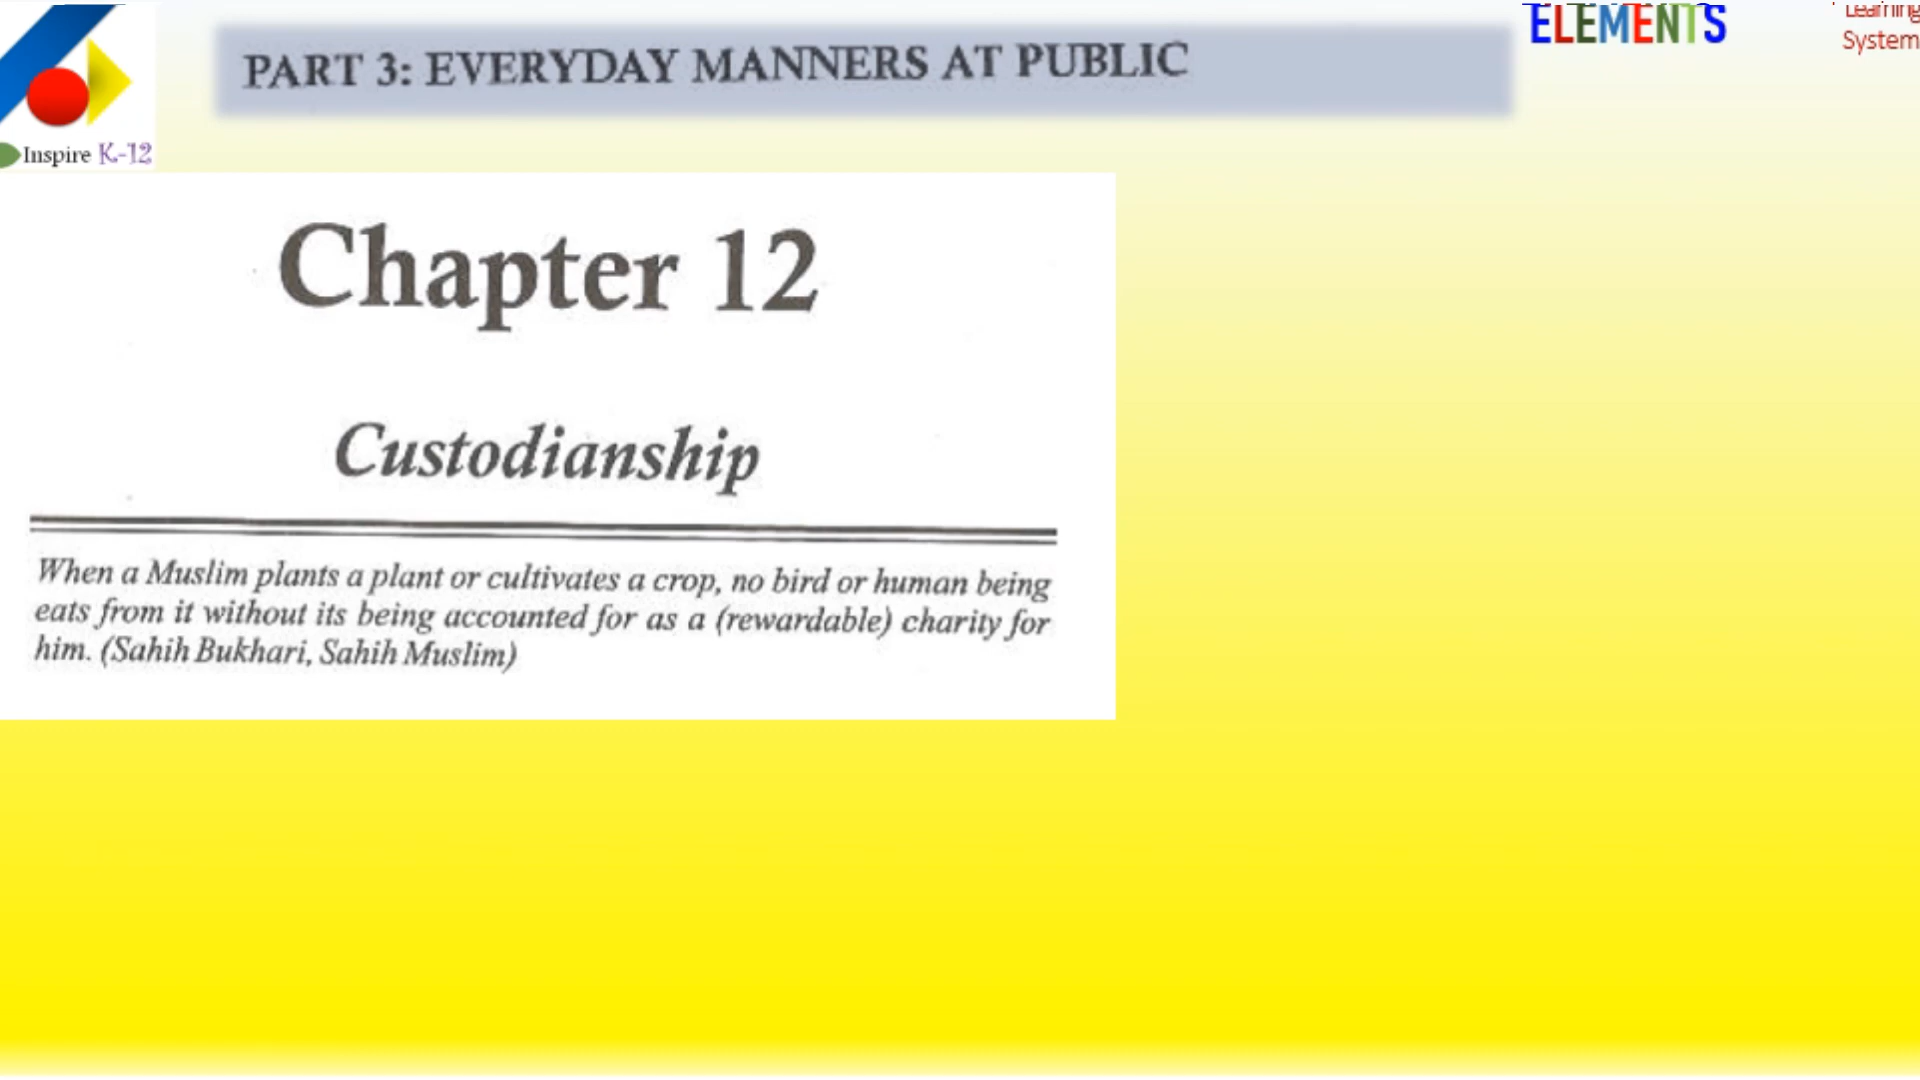 PART 3: EVERYDAY MANNERS AT PUBLIC
ELEMENTS
Learning
System
Inspire K-12
Chapter 12
Custodianship
When a Muslim plants a plant or cultivates a crop, no bird or human being
eats from it without its being accounted for as a (rewardable) charity for
him. (Sahih Bukhari, Sahih Muslim)